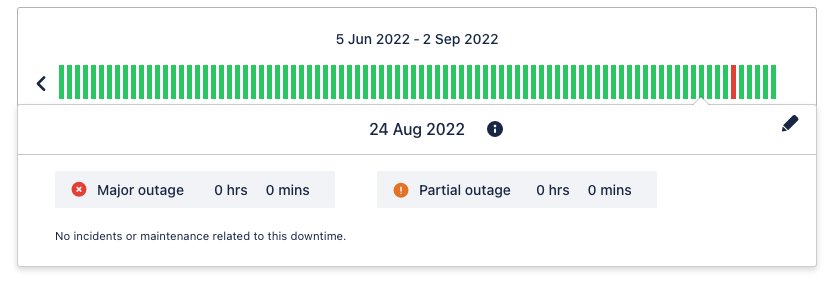 5 Jun 2022 - 2 Sep 2022
24 Aug 2022
Major outage 0 hrs 0 mins Partial outage 0 hrs 0 mins
No incidents or maintenance related to this downtime.